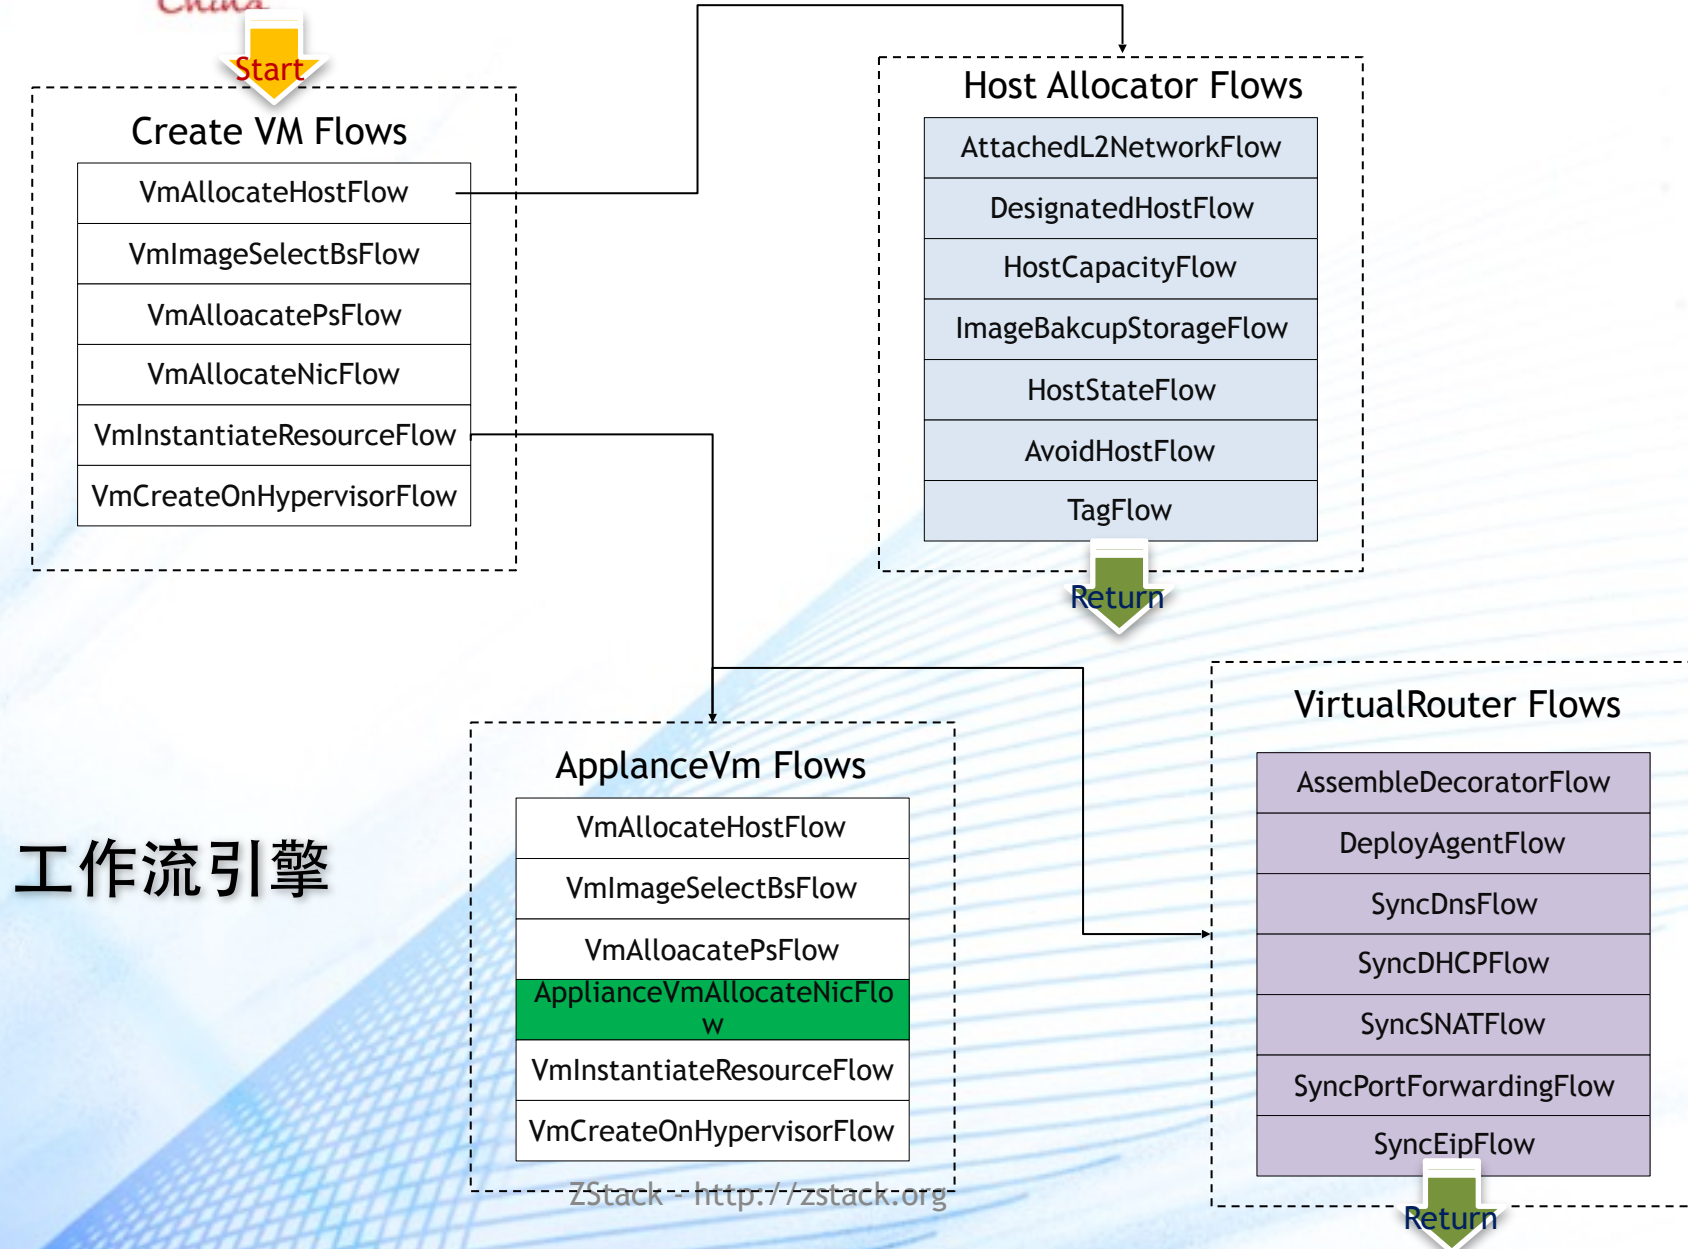 China
Start
Create VM Flows
VmAllocateHostFlow
VmImageSelectBsFlow
VmAlloacatePsFlow
VmAllocateNicFlow
VmInstantiateResourceFlow
VmCreateOnHypervisorFlow
Host Allocator Flows
AttachedL2NetworkFlow
DesignatedHostFlow
HostCapacityFlow
ImageBakcupStorageFlow
HostStateFlow
AvoidHostFlow
TagFlow
Return
工作流引擎
ApplanceVm Flows
VmAllocateHostFlow
VmImageSelectBsFlow
VmAlloacatePsFlow
ApplianceVmAllocateNicFlo
w
VmInstantiateResourceFlow
VmCreateOnHypervisorFlow
VirtualRouter Flows
AssembleDecoratorFlow
DeployAgentFlow
SyncDnsFlow
SyncDHCPFlow
SyncSNATFlow
SyncPortForwardingFlow
SyncEipFlow
Return
ZStack - http://zstack.org